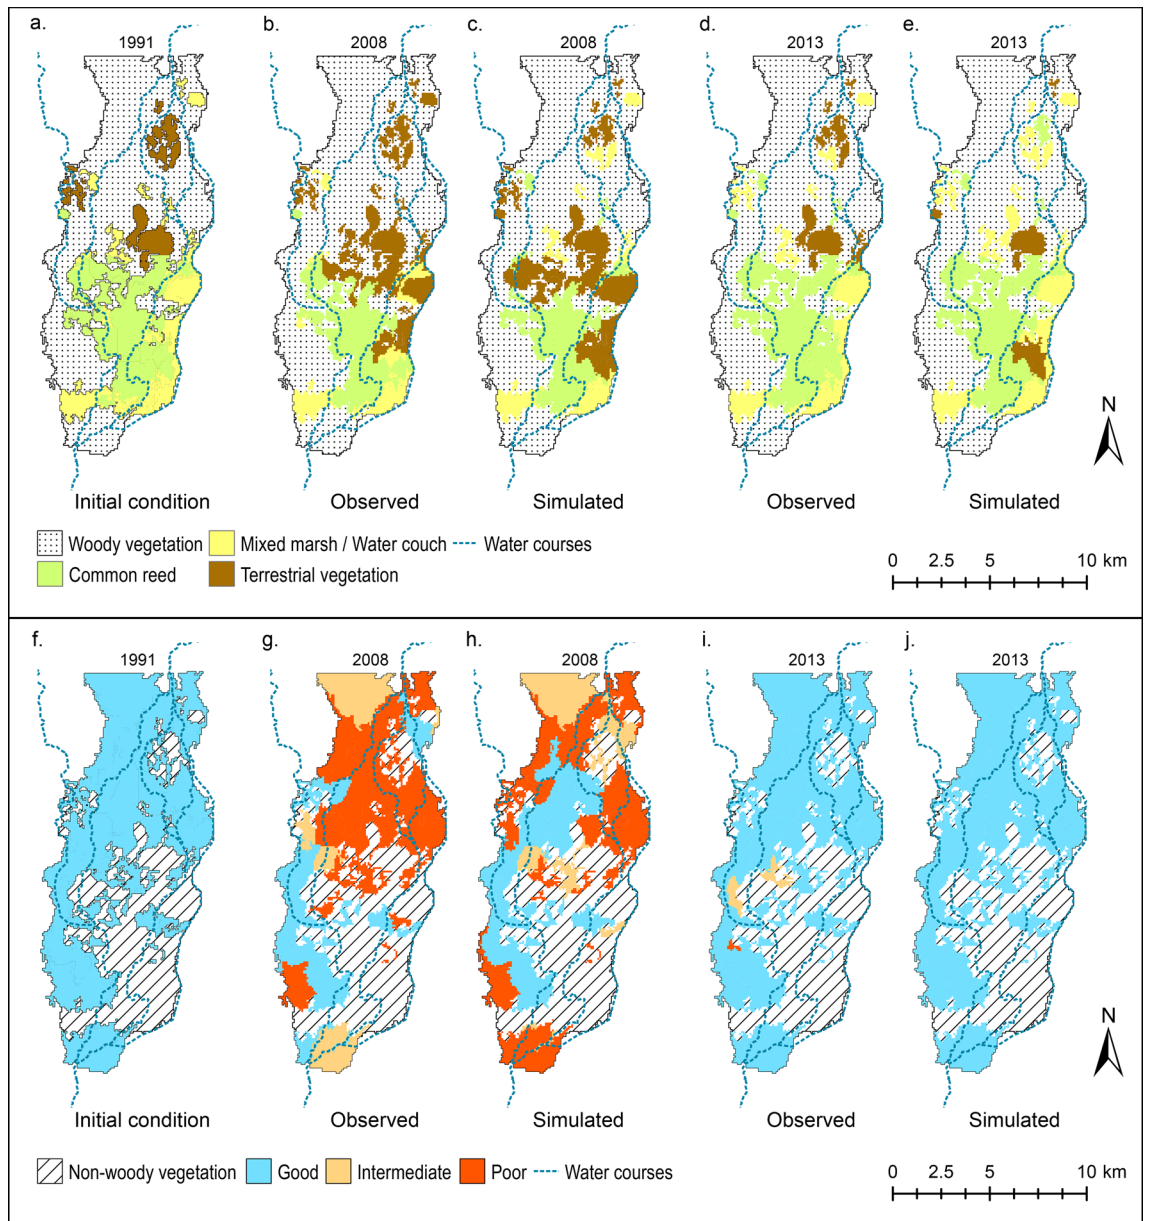 a. b. c. d. e.
1991 2008 2008 2013 2013
N
Initial condition Observed Simulated Observed Simulated
Woody vegetation Mixed marsh / Water couch Water courses
Common reed Terrestrial vegetation
0 2.5 5 10 km
f. g. h. i. j.
1991 2008 2008 2013 2013
N
Initial condition Observed Simulated Observed Simulated
Non-woody vegetation Good Intermediate Poor Water courses
0 2.5 5 10 km